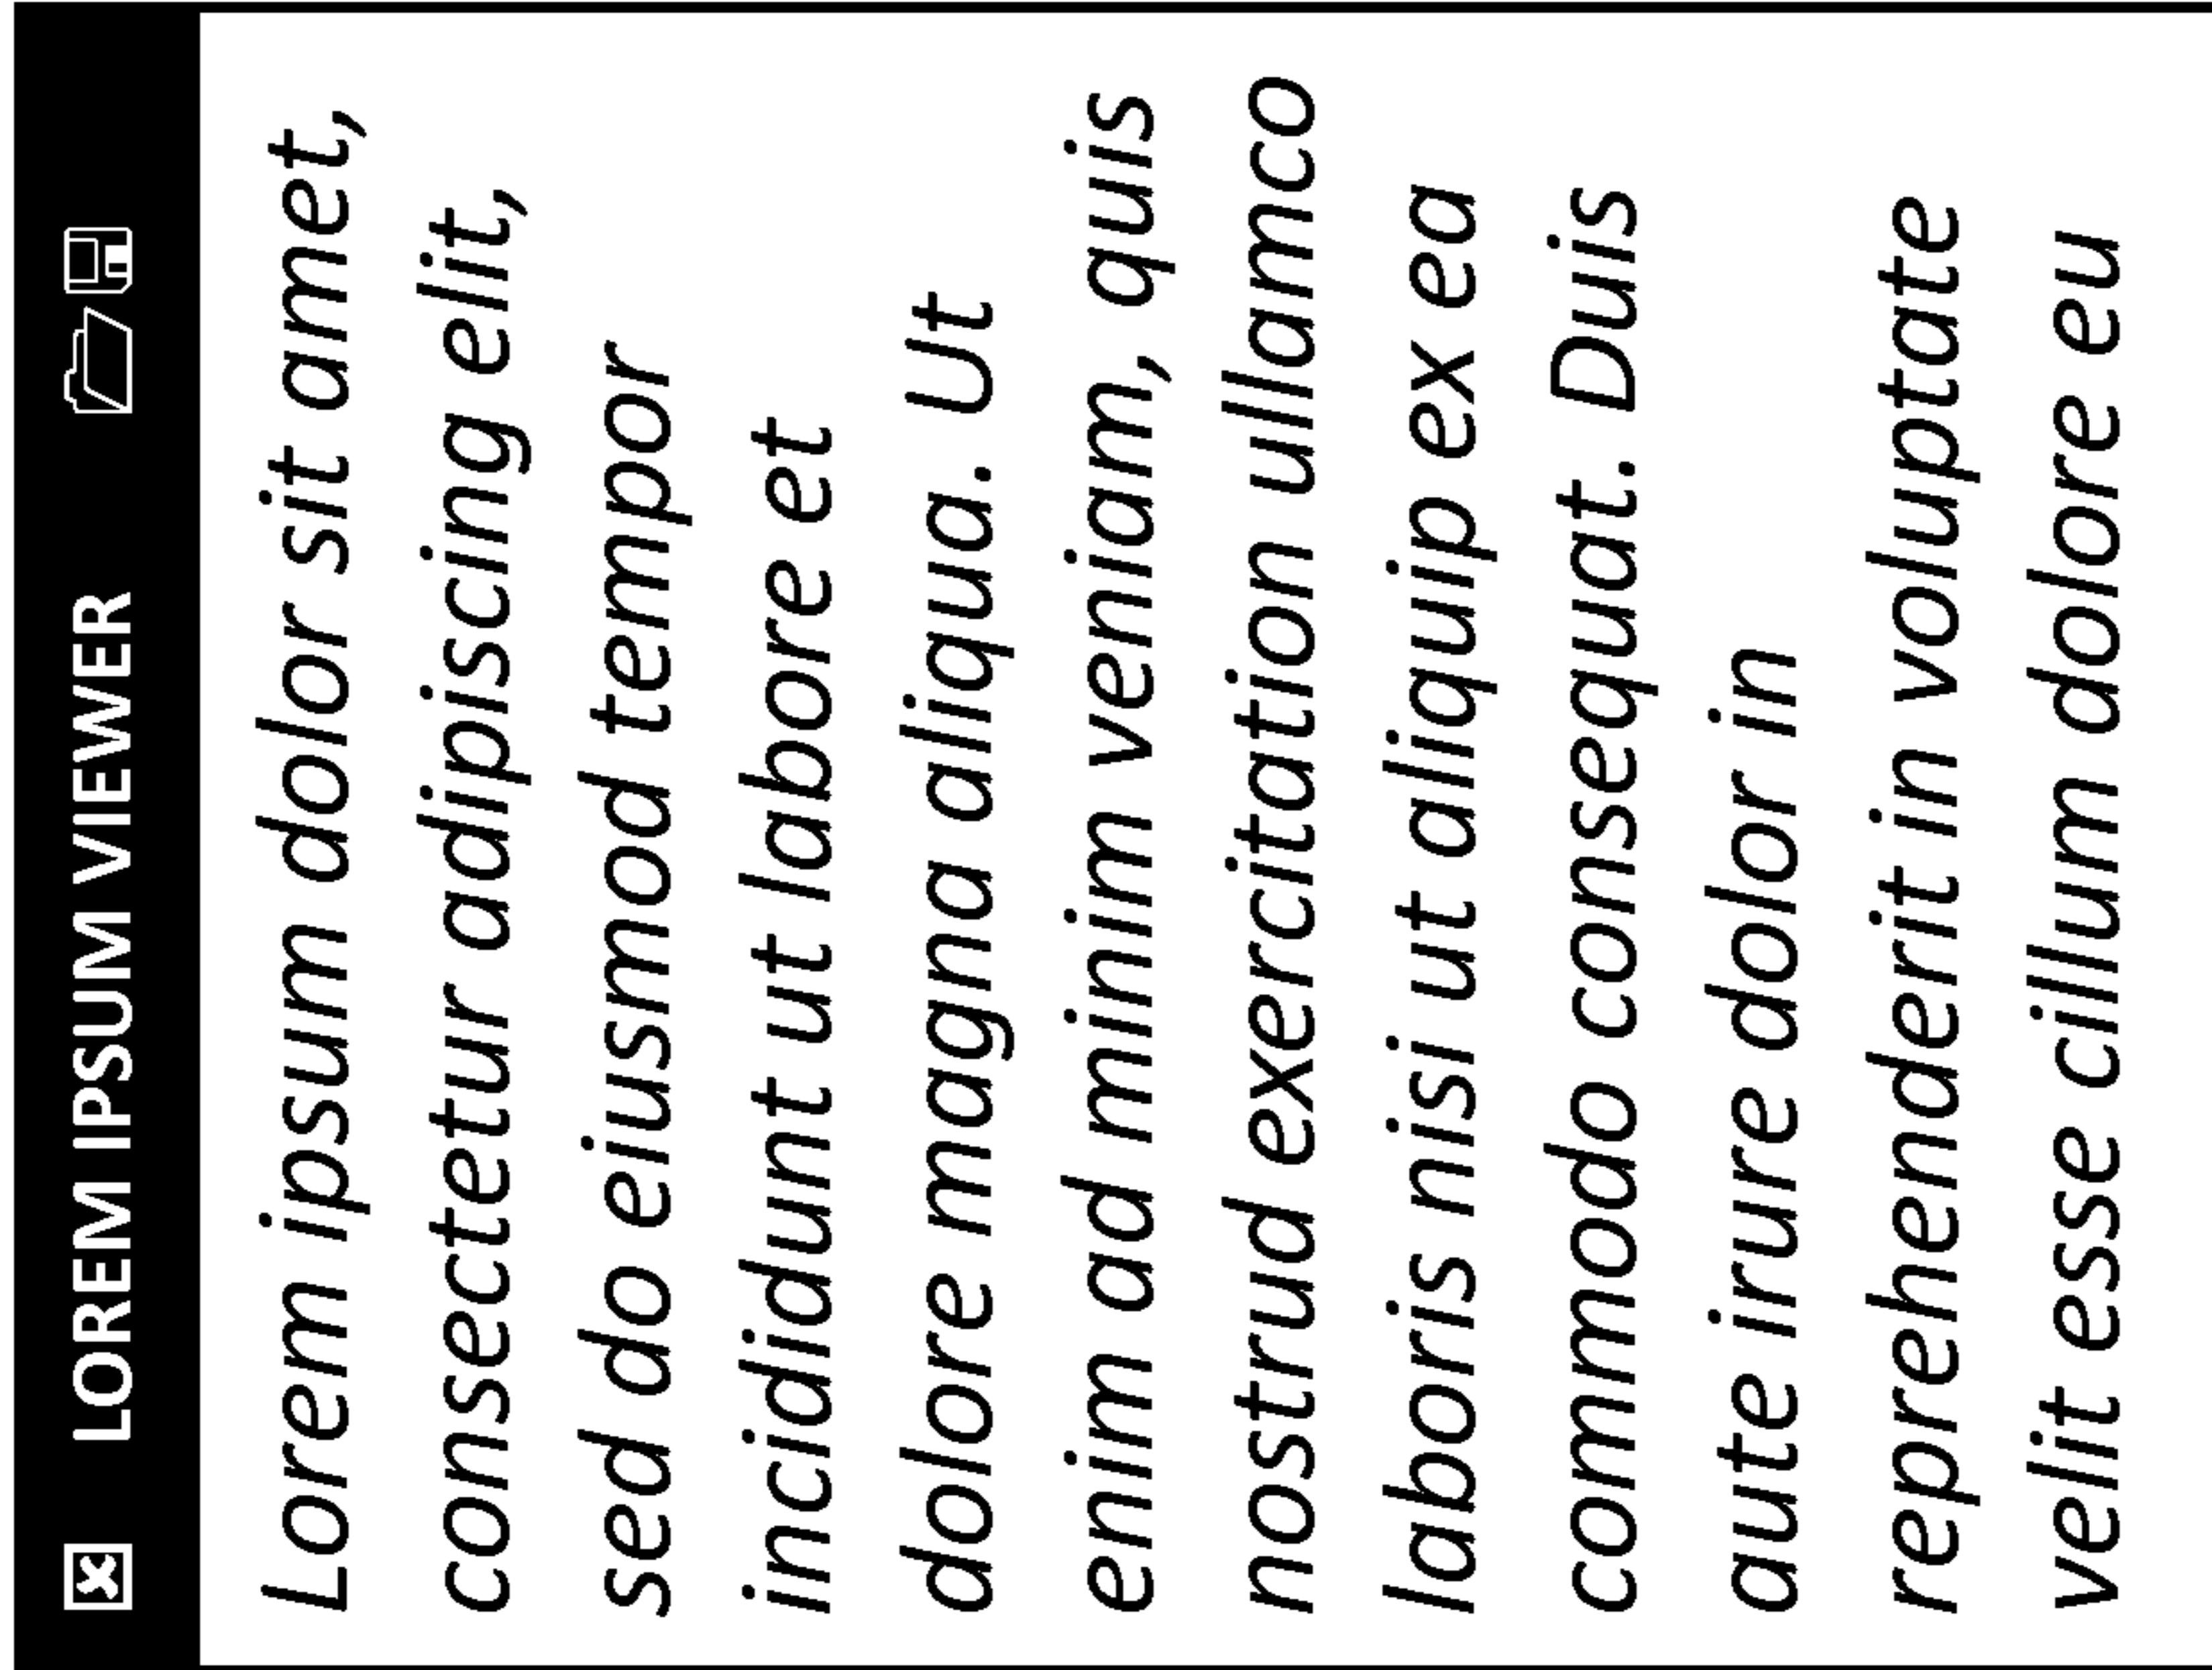 LOREM IPSUM VIEWER
Lorem ipsum dolor sit amet,
consectetur adipiscing elit,
sed do eiusmod tempor
incididunt ut labore et
dolore magna aliqua. Ut
enim ad minim veniam, quis
nostrud exercitation ullamco
laboris nisi ut aliquip ex ea
commodo consequat. Duis
aute irure dolor in
reprehenderit in voluptate
velit esse cillum dolore eu